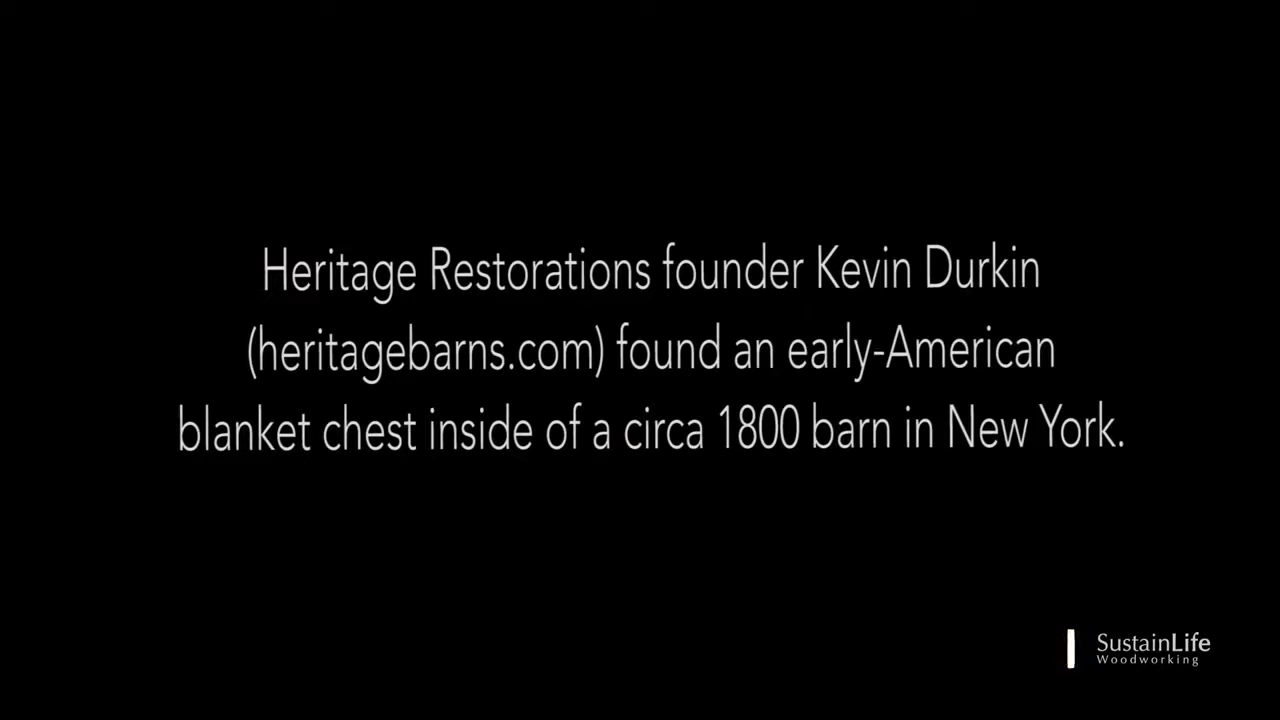 Heritage Restorations founder Kevin Durkin
(heritagebarns.com) found an early-American
blanket chest inside of a circa 1800 barn in New York.
SustainLife
Woodworking